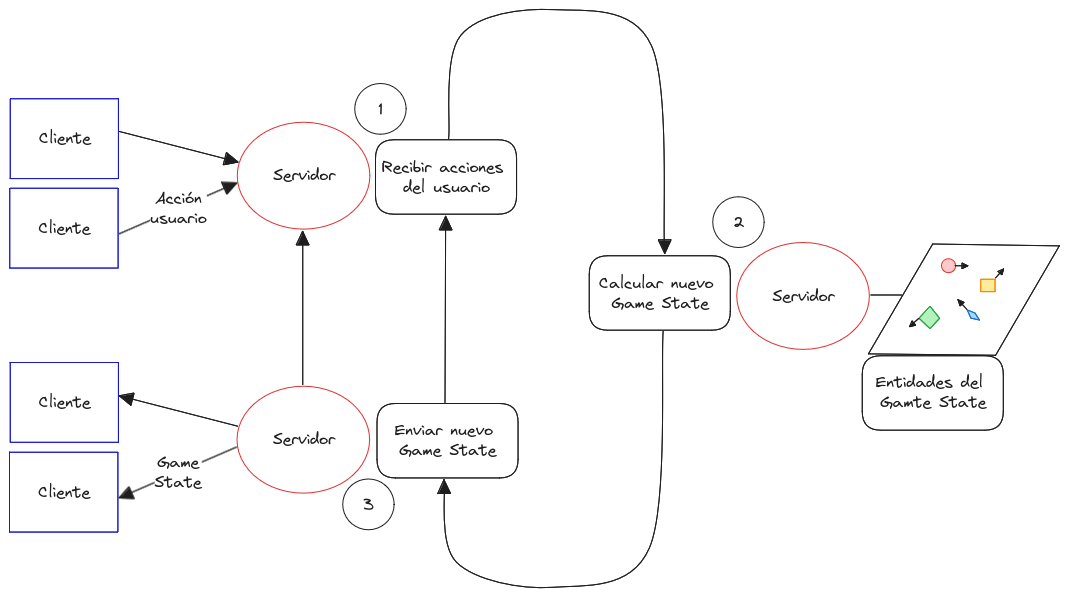 1
Cliente
Servidor
Recibir acciones
del usuario
Acción
usuario
Cliente
2
Calcular nuevo
Game State
Servidor
Entidades del
Gamte State
Cliente
Servidor
Enviar nuevo
Game State
Game
State
Cliente
3